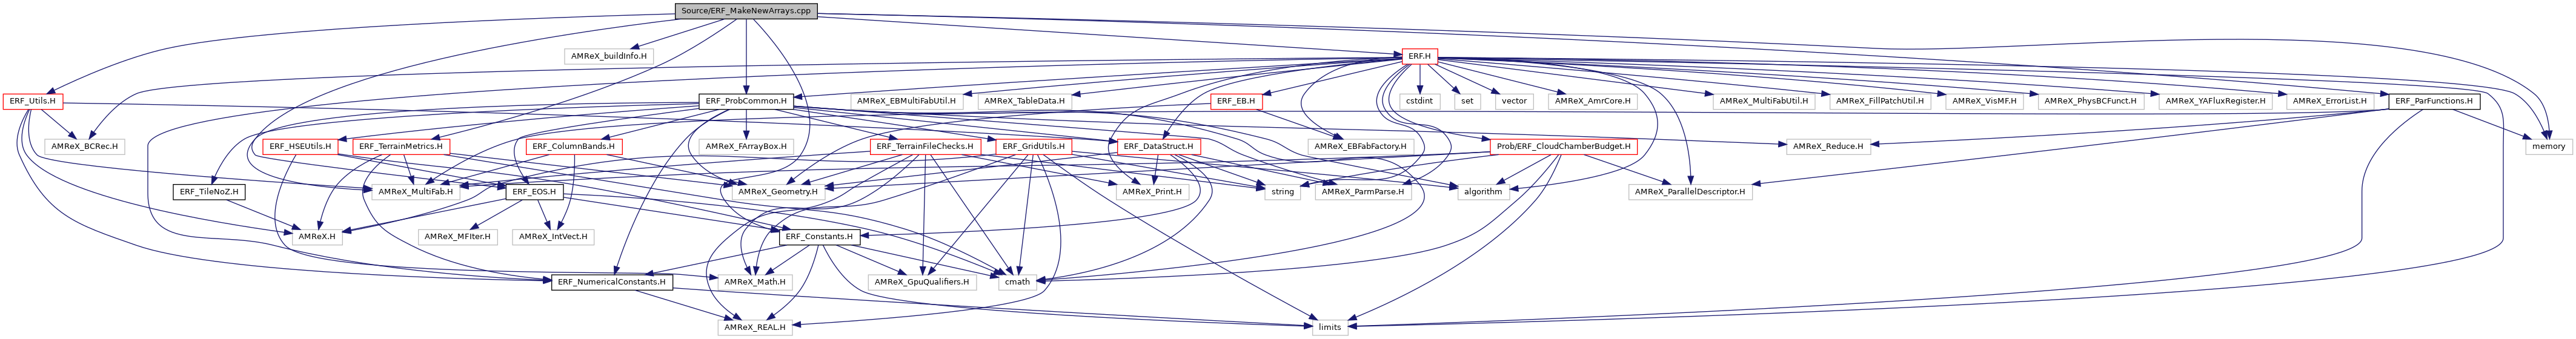 Source/ERF_MakeNewArrays.cpp
AMReX_buildInfo.H
ERF.H
ERF_Utils.H
ERF_ProbCommon.H
AMReX_EBMultiFabUtil.H
AMReX_TableData.H
ERF_EB.H
cstdint
set
vector
AMReX_AmrCore.H
AMReX_MultiFabUtil.H
AMReX_FillPatchUtil.H
AMReX_VisMF.H
AMReX_PhysBCFunct.H
AMReX_YAFluxRegister.H
AMReX_ErrorList.H
ERF_ParFunctions.H
AMReX_BCRec.H
ERF_HSEUtils.H
ERF_TerrainMetrics.H
ERF_ColumnBands.H
AMReX_FArrayBox.H
ERF_TerrainFileChecks.H
ERF_GridUtils.H
ERF_DataStruct.H
AMReX_EBFabFactory.H
Prob/ERF_CloudChamberBudget.H
AMReX_Reduce.H
memory
ERF_TileNoZ.H
AMReX_MultiFab.H
ERF_EOS.H
AMReX_Geometry.H
AMReX_Print.H
string
AMReX_ParmParse.H
algorithm
AMReX_ParallelDescriptor.H
AMReX.H
AMReX_MFIter.H
AMReX_IntVect.H
ERF_Constants.H
ERF_NumericalConstants.H
AMReX_Math.H
AMReX_GpuQualifiers.H
cmath
AMReX_REAL.H
limits